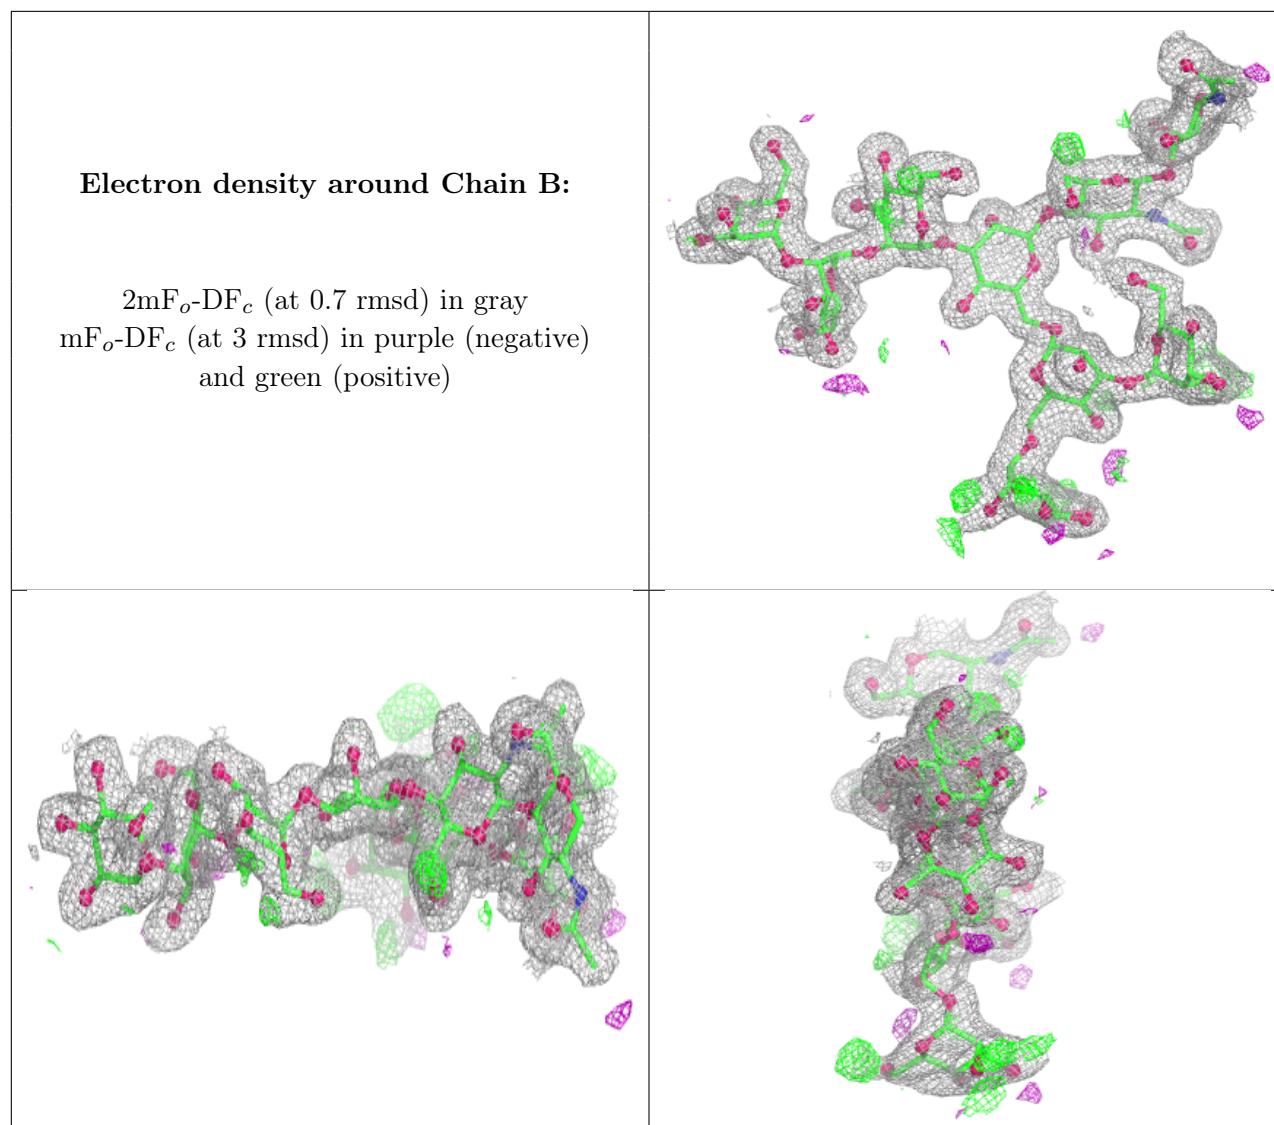 Electron density around Chain B:
2mFo-DFc (at 0.7 rmsd) in gray
mFo-DFc (at 3 rmsd) in purple (negative)
and green (positive)